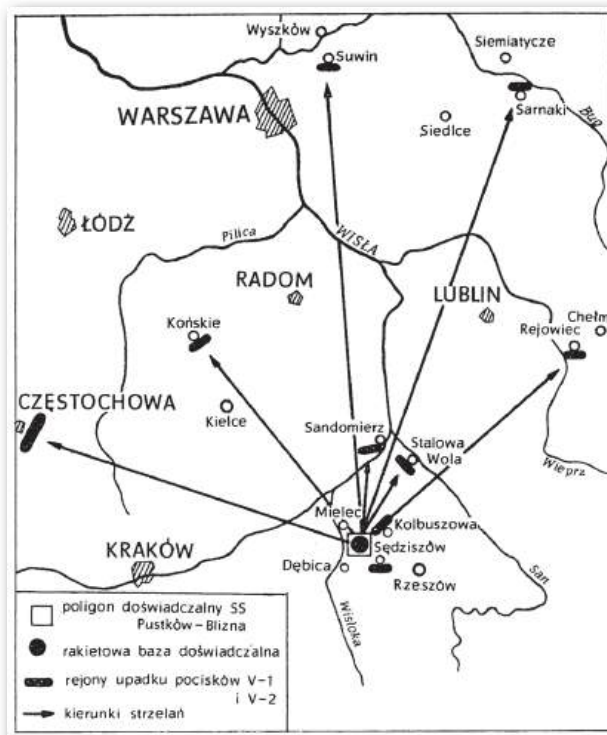 Wyszków
Suwin
Siemiatycze
WARSZAWA
Sarnaki
Siedlce
Bug
ŁÓDŹ
Pilica
WISŁA
RADOM
LUBLIN
Końskie
Chełm
Rejowiec
CZĘSTOCHOWA
Kielce
Sandomierz
Stalowa
Wola
Wieprz
Mielec
Kolbuszowa
KRAKÓW
Sędziszów
Dębica
Rzeszów
San
Wisłoka
poligon doświadczalny SS
Pustków-Blizna
rakietowa baza doświadczalna
rejony upadku pocisków V-1
i V-2
kierunki strzelań